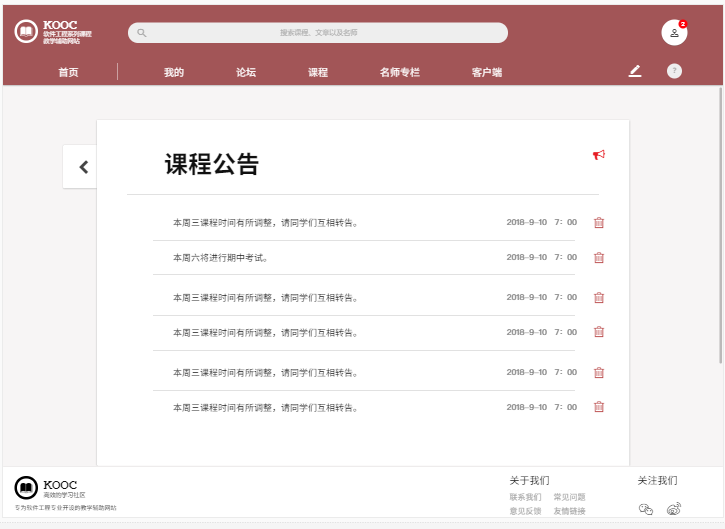 KOOC
软件工程系列课程
教学辅助网站
搜索课程、文章以及名师
2
首页
我的
论坛
课程
名师专栏
客户端
?
课程公告
本周三课程时间有所调整，请同学们互相转告。 2018-9-10 7：00
本周六将进行期中考试。 2018-9-10 7：00
本周三课程时间有所调整，请同学们互相转告。 2018-9-10 7：00
本周三课程时间有所调整，请同学们互相转告。 2018-9-10 7：00
本周三课程时间有所调整，请同学们互相转告。 2018-9-10 7：00
本周三课程时间有所调整，请同学们互相转告。 2018-9-10 7：00
KOOC
高效的学习社区
专为软件工程专业开设的教学辅助网站
关于我们
联系我们 常见问题
意见反馈 友情链接
关注我们